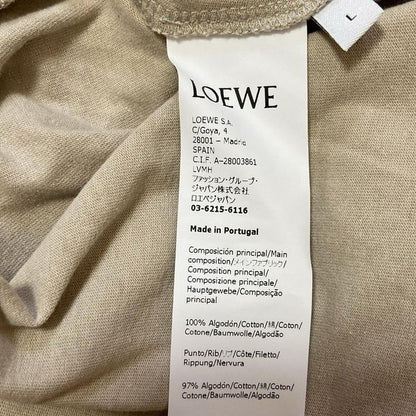 L
LOEWE
LOEWE S.A.
C/Goya, 4
28001 - Madrid
SPAIN
C.I.F. A-28003861
LVMH
ファッション・グループ・
ジャパン株式会社
ロエベジャパン
03-6215-6116
Made in Portugal
Composición principal/Main
composition/メインファブリック/
Composition principal/
Composizione principale/
Hauptgewebe/Composição
principal
100% Algodón/Cotton/綿/Coton/
Cotone/Baumwolle/Algodão
Punto/Rib/リブ/Côte/Filetto/
Rippung/Nervura
97% Algodón/Cotton/綿/Coton/
Cotone/Baumwolle/Algodão